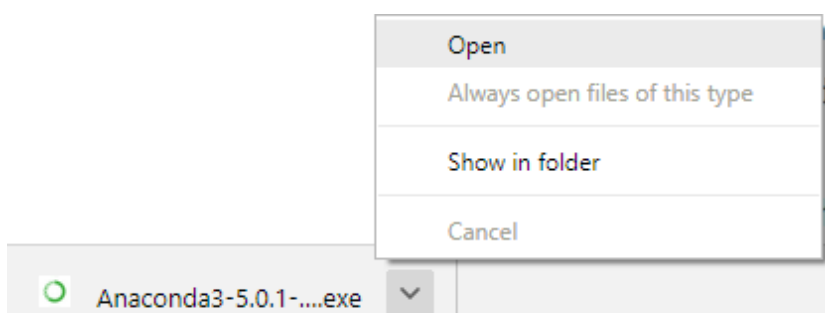 Open
Always open files of this type
Show in folder
Cancel
Anaconda3-5.0.1-....exe